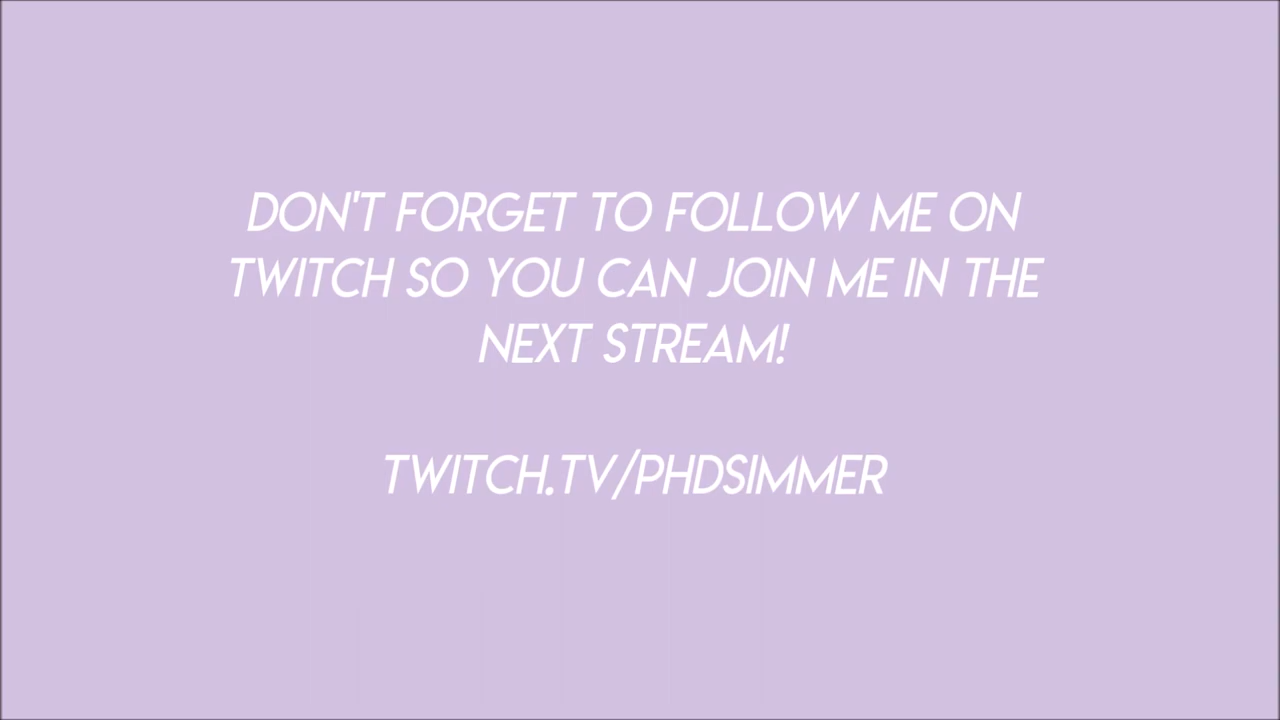 DON'T FORGET TO FOLLOW ME ON
TWITCH SO YOU CAN JOIN ME IN THE
NEXT STREAM!
TWITCH.TV/PHDSIMMER